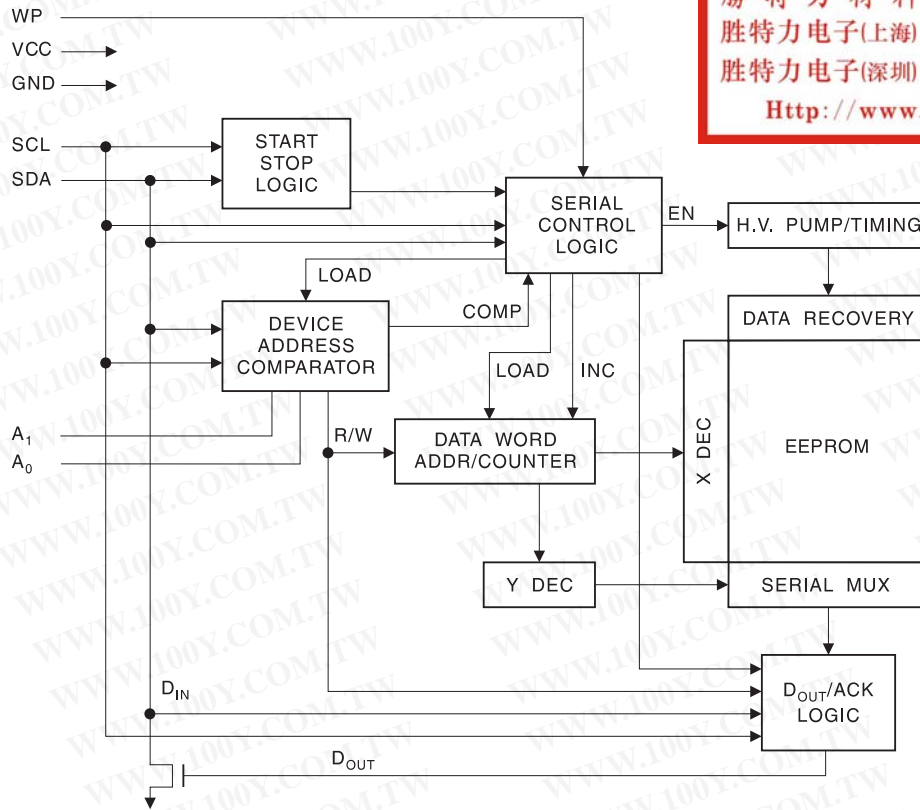 WP
VCC
GND
SCL
SDA
START
STOP
LOGIC
SERIAL
CONTROL
LOGIC
EN
H.V. PUMP/TIMING
LOAD
COMP
DEVICE
ADDRESS
COMPARATOR
DATA RECOVERY
LOAD
INC
A1
A0
R/W
DATA WORD
ADDR/COUNTER
X DEC
EEPROM
Y DEC
SERIAL MUX
DIN
DOUT/ACK
LOGIC
DOUT
胜特力电子(上海)
胜特力电子(深圳)
Http://www.
WWW.100Y.COM.TW